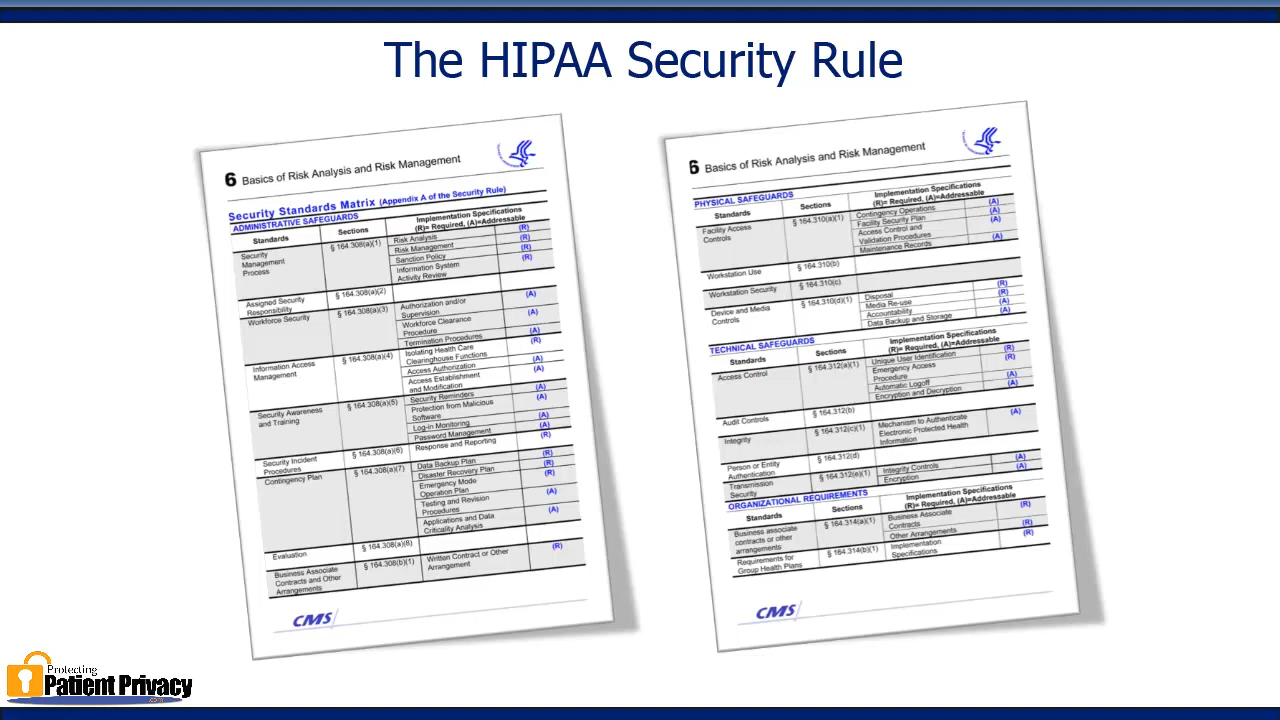 The HIPAA Security Rule
6 Basics of Risk Analysis and Risk Management
Security Standards Matrix (Appendix A of the Security Rule)
ADMINISTRATIVE SAFEGUARDS
Standards Sections Implementation Specifications
(R)= Required, (A)=Addressable
Security § 164.308(a)(1) Risk Analysis (R)
Management Risk Management (R)
Process Sanction Policy (R)
Information System (R)
Activity Review
Assigned Security § 164.308(a)(2)
Responsibility
Workforce Security § 164.308(a)(3) Authorization and/or (A)
Supervision
Workforce Clearance (A)
Procedure
Termination Procedures (A)
Information Access § 164.308(a)(4) Isolating Health Care (R)
Management Clearinghouse Functions
Access Authorization (A)
Access Establishment (A)
and Modification
Security Awareness § 164.308(a)(5) Security Reminders (A)
and Training Protection from Malicious (A)
Software
Log-in Monitoring (A)
Password Management (A)
Security Incident § 164.308(a)(6) Response and Reporting (R)
Procedures
Contingency Plan § 164.308(a)(7) Data Backup Plan (R)
Disaster Recovery Plan (R)
Emergency Mode (R)
Operation Plan
Testing and Revision (A)
Procedures
Applications and Data (A)
Criticality Analysis
Evaluation § 164.308(a)(8)
Business Associate § 164.308(b)(1) Written Contract or Other (R)
Contracts and Other Arrangement
Arrangements
CMS
6 Basics of Risk Analysis and Risk Management
PHYSICAL SAFEGUARDS
Standards Sections Implementation Specifications
(R)= Required, (A)=Addressable
Facility Access § 164.310(a)(1) Contingency Operations (A)
Controls Facility Security Plan (A)
Access Control and (A)
Validation Procedures
Maintenance Records (A)
Workstation Use § 164.310(b)
Workstation Security § 164.310(c)
Device and Media § 164.310(d)(1) Disposal (R)
Controls Media Re-use (R)
Accountability (A)
Data Backup and Storage (A)
TECHNICAL SAFEGUARDS
Standards Sections Implementation Specifications
(R)= Required, (A)=Addressable
Access Control § 164.312(a)(1) Unique User Identification (R)
Emergency Access (R)
Procedure
Automatic Logoff (A)
Encryption and Decryption (A)
Audit Controls § 164.312(b)
Integrity § 164.312(c)(1) Mechanism to Authenticate (A)
Electronic Protected Health
Information
Person or Entity § 164.312(d)
Authentication
Transmission § 164.312(e)(1) Integrity Controls (A)
Security Encryption (A)
ORGANIZATIONAL REQUIREMENTS
Standards Sections Implementation Specifications
(R)= Required, (A)=Addressable
Business associate § 164.314(a)(1) Business Associate (R)
contracts or other Contracts
arrangements Other Arrangements (R)
Requirements for § 164.314(b)(1) Implementation (R)
Group Health Plans Specifications
CMS
Protecting
Patient Privacy
.com